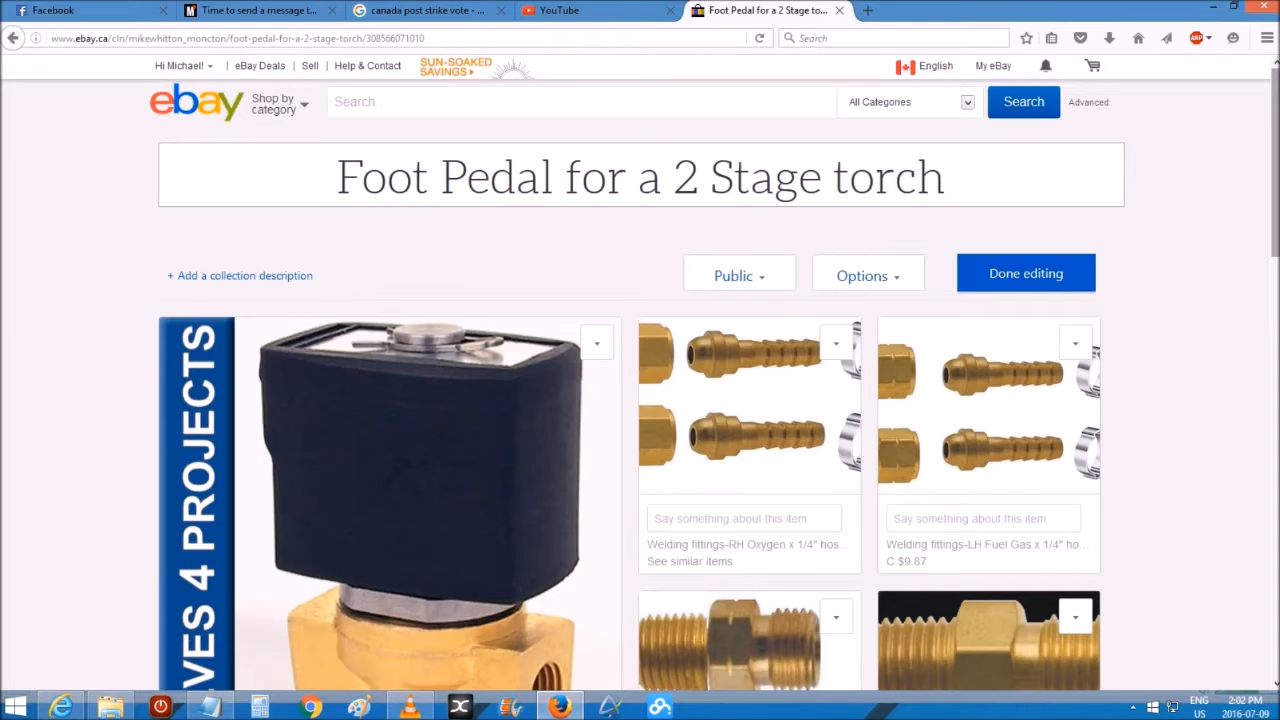 Facebook
Time to send a message t...
canada post strike vote - ...
YouTube
Foot Pedal for a 2 Stage to...
www.ebay.ca/cln/mikewhitton_moncton/foot-pedal-for-a-2-stage-torch/308566071010
Search
Hi Michael!
eBay Deals
Sell
Help & Contact
SUN-SOAKED
SAVINGS
English
My eBay
ebay
Shop by
category
Search...
All Categories
Search
Advanced
Foot Pedal for a 2 Stage torch
+ Add a collection description
Public
Options
Done editing
VES 4 PROJECTS
Say something about this item
Welding fittings-RH Oxygen x 1/4" hos...
See similar items
Say something about this item
Welding fittings-LH Fuel Gas x 1/4" ho...
C $9.87
ENG
US
2:02 PM
2016-07-09